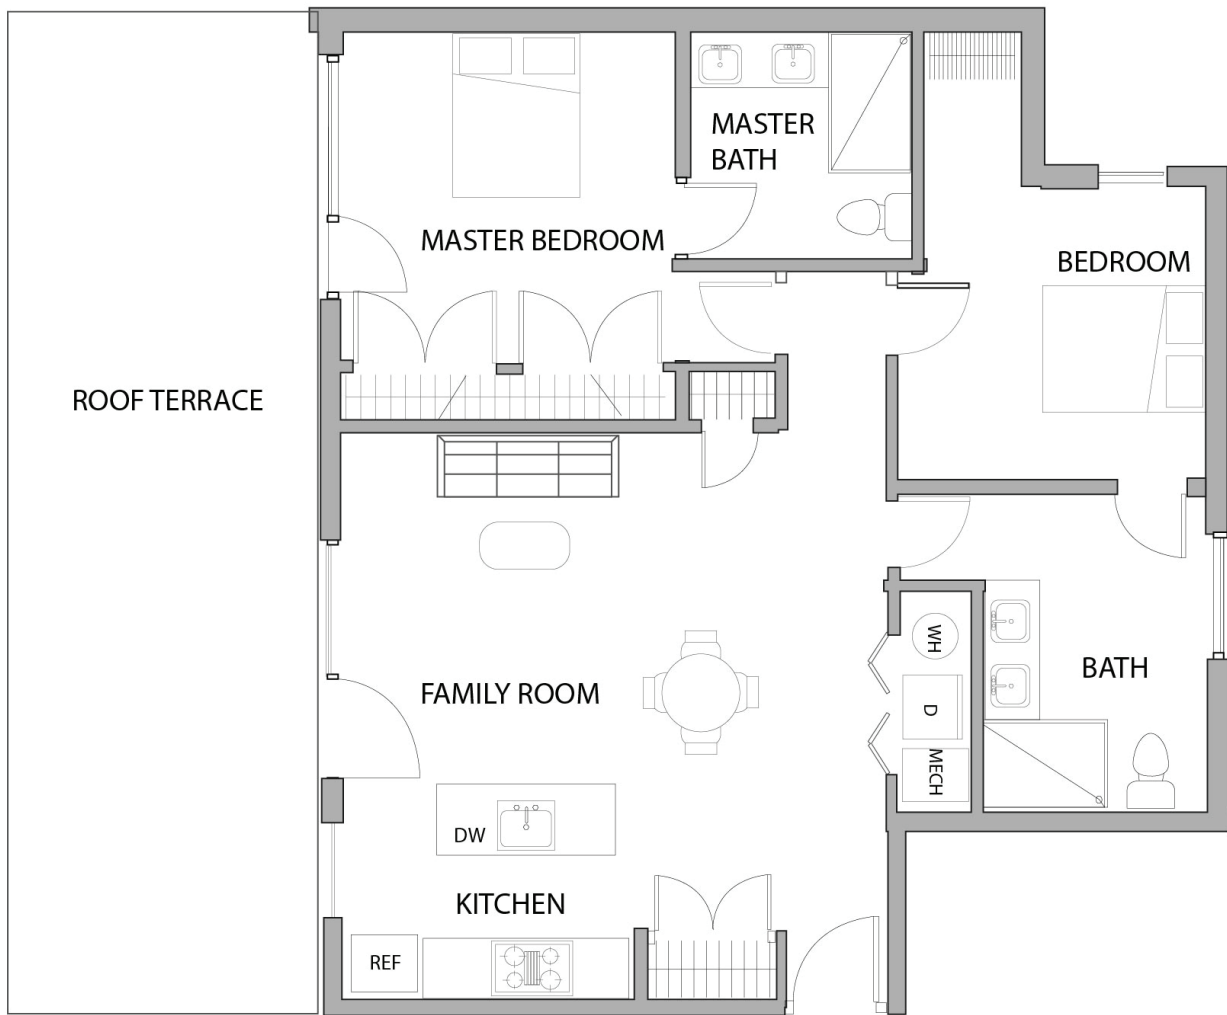 MASTER
BATH
MASTER BEDROOM
BEDROOM
ROOF TERRACE
WH
BATH
FAMILY ROOM
D
MECH
DW
KITCHEN
REF